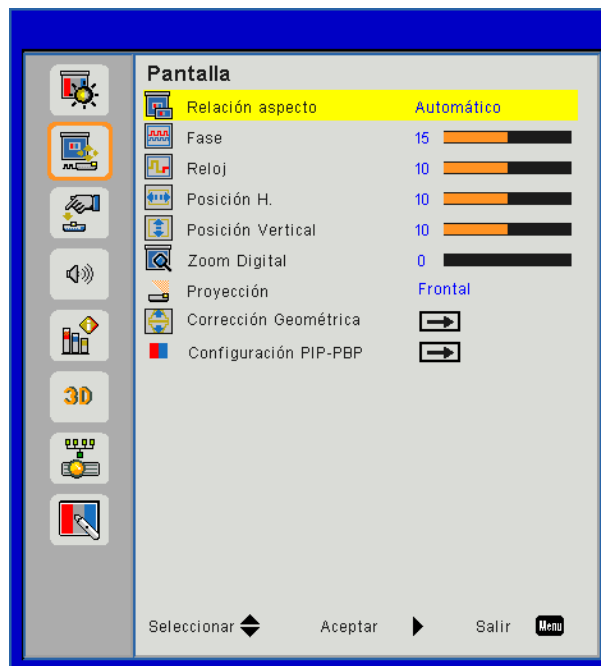 Pantalla
Relación aspecto Automático
Fase 15
Reloj 10
Posición H. 10
Posición Vertical 10
Zoom Digital 0
Proyección Frontal
Corrección Geométrica
Configuración PIP-PBP
3D
Seleccionar Aceptar Salir Menu